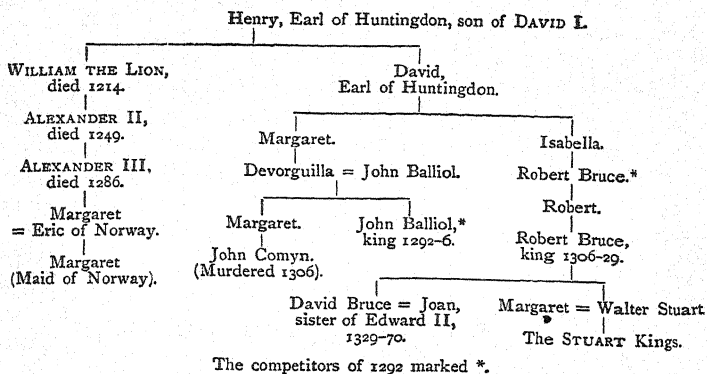 Henry, Earl of Huntingdon, son of DAVID I.
WILLIAM THE LION,
died 1214.
David,
Earl of Huntingdon.
ALEXANDER II,
died 1249.
Margaret.
Isabella.
ALEXANDER III,
died 1286.
Devorguilla = John Balliol.
Robert Bruce.*
Margaret
= Eric of Norway.
Margaret.
John Balliol,*
king 1292-6.
Robert.
Margaret
(Maid of Norway).
John Comyn.
(Murdered 1306).
Robert Bruce,
king 1306-29.
David Bruce = Joan,
sister of Edward II,
1329-70.
Margaret = Walter Stuart
The STUART Kings.
The competitors of 1292 marked *.